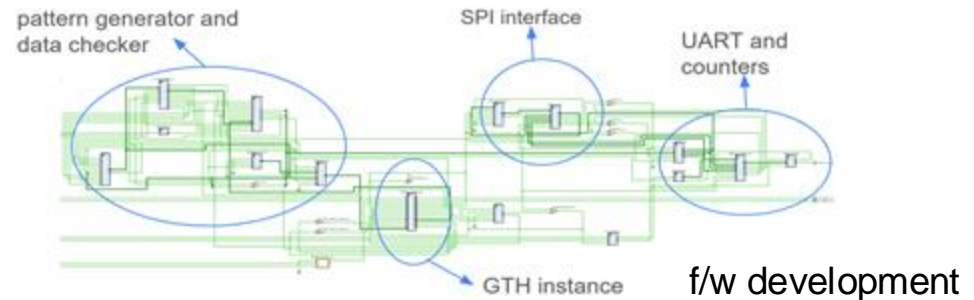 pattern generator and
data checker
SPI interface
UART and
counters
GTH instance
f/w development